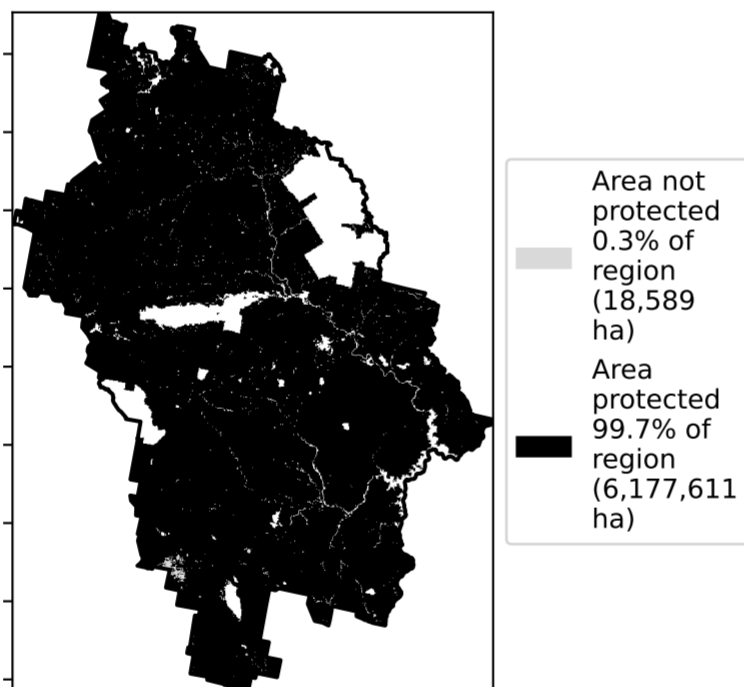 Area not
protected
0.3% of
region
(18,589
ha)
Area
protected
99.7% of
region
(6,177,611
ha)